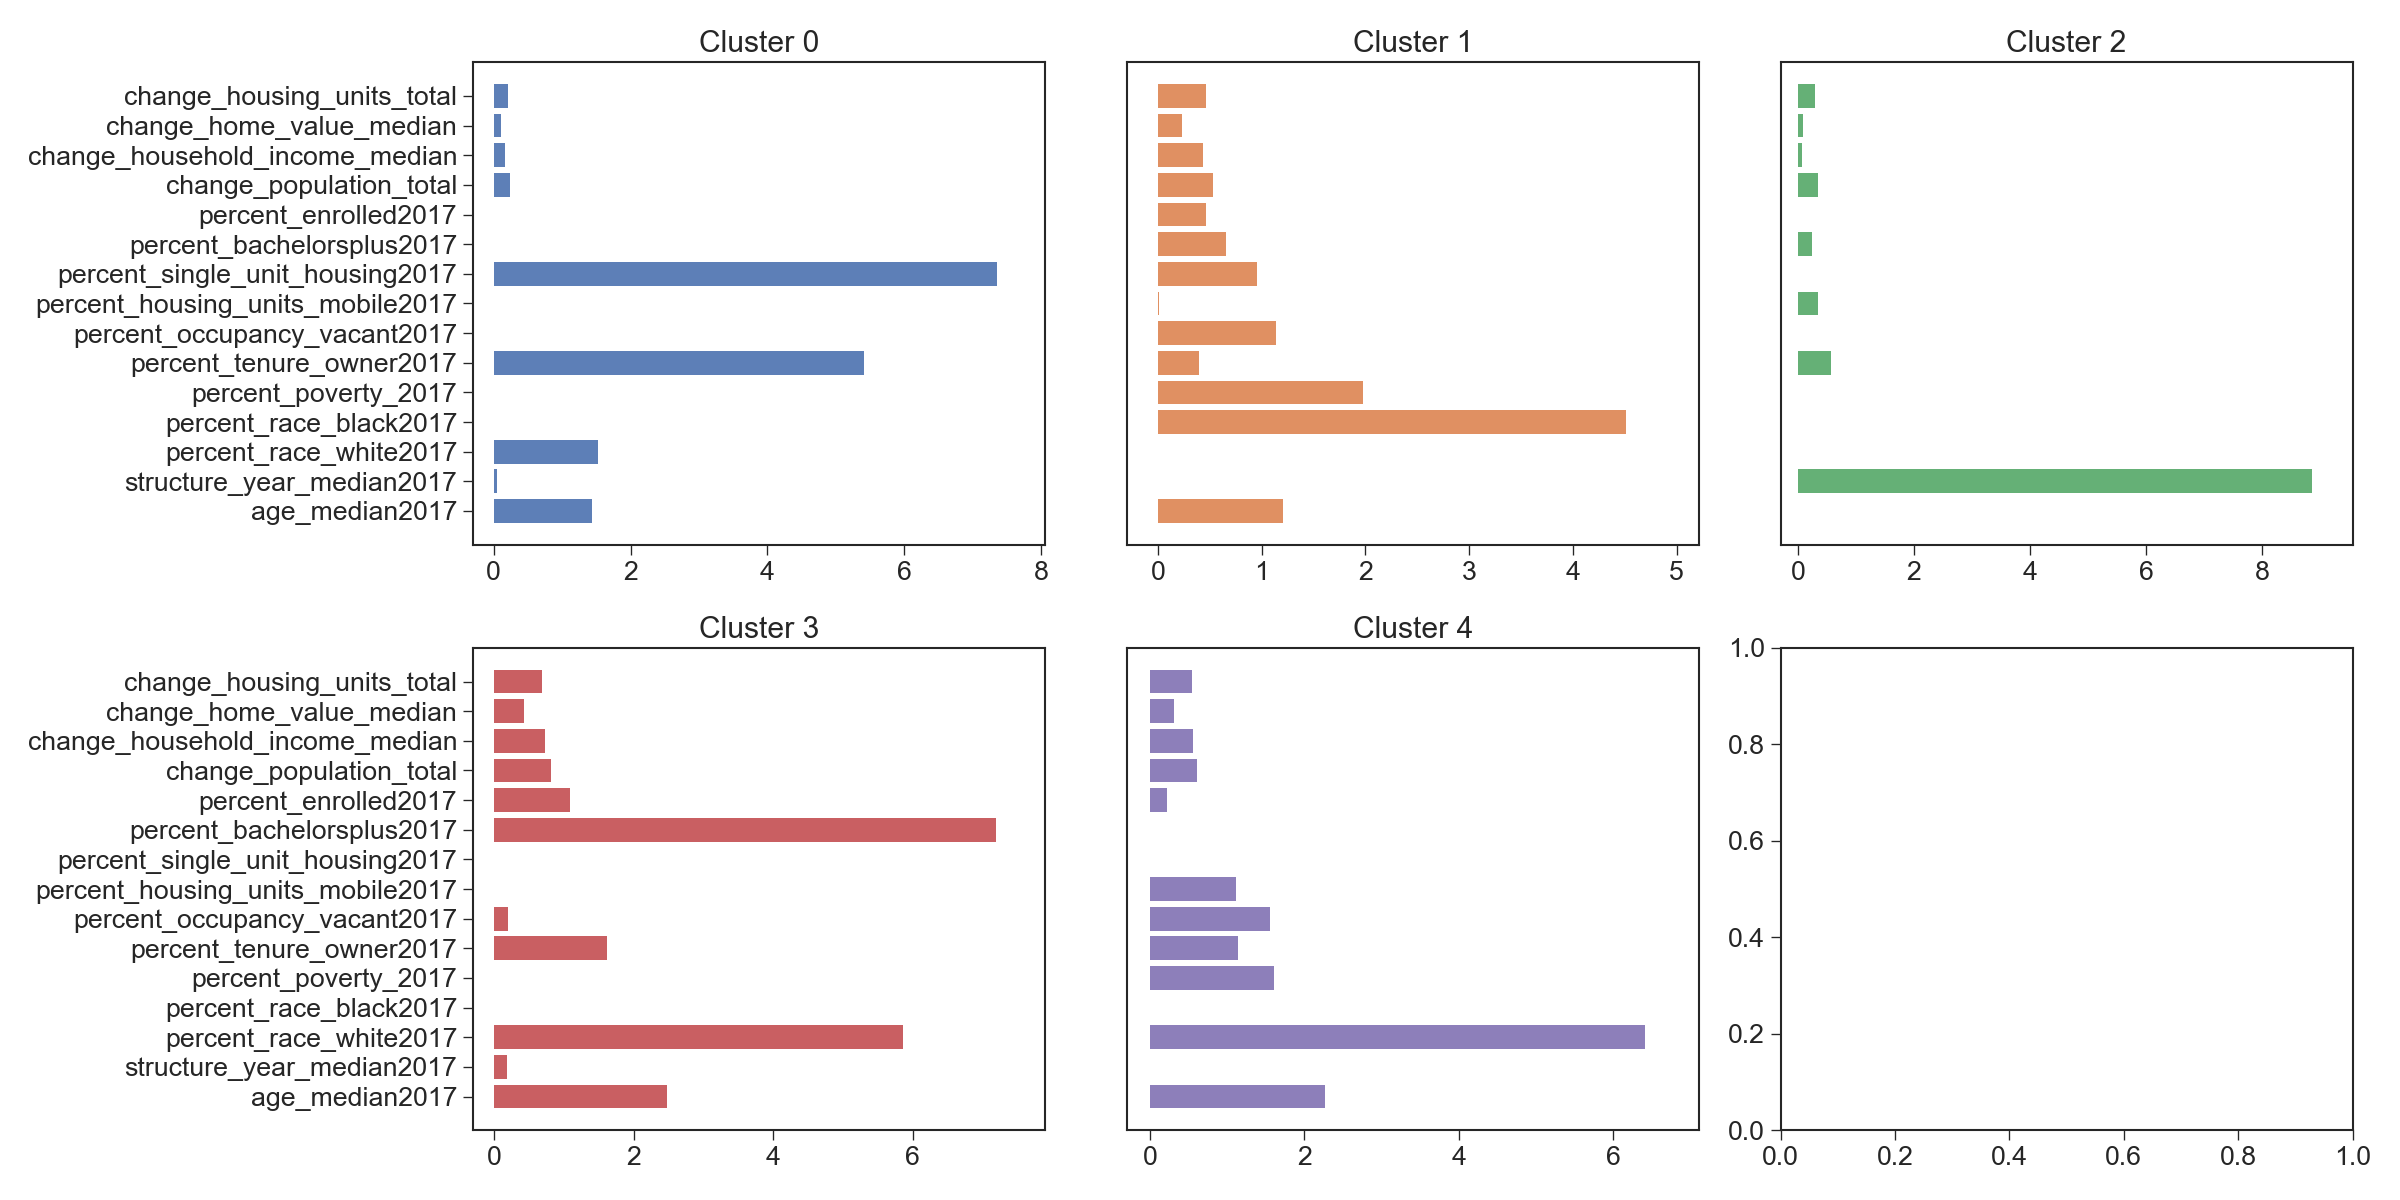 Cluster 0
change_housing_units_total
change_home_value_median
change_household_income_median
change_population_total
percent_enrolled2017
percent_bachelorsplus2017
percent_single_unit_housing2017
percent_housing_units_mobile2017
percent_occupancy_vacant2017
percent_tenure_owner2017
percent_poverty_2017
percent_race_black2017
percent_race_white2017
structure_year_median2017
age_median2017
0 2 4 6 8
Cluster 1
0 1 2 3 4 5
Cluster 2
0 2 4 6 8
Cluster 3
change_housing_units_total
change_home_value_median
change_household_income_median
change_population_total
percent_enrolled2017
percent_bachelorsplus2017
percent_single_unit_housing2017
percent_housing_units_mobile2017
percent_occupancy_vacant2017
percent_tenure_owner2017
percent_poverty_2017
percent_race_black2017
percent_race_white2017
structure_year_median2017
age_median2017
0 2 4 6
Cluster 4
0 2 4 6
1.0
0.8
0.6
0.4
0.2
0.0
0.0 0.2 0.4 0.6 0.8 1.0